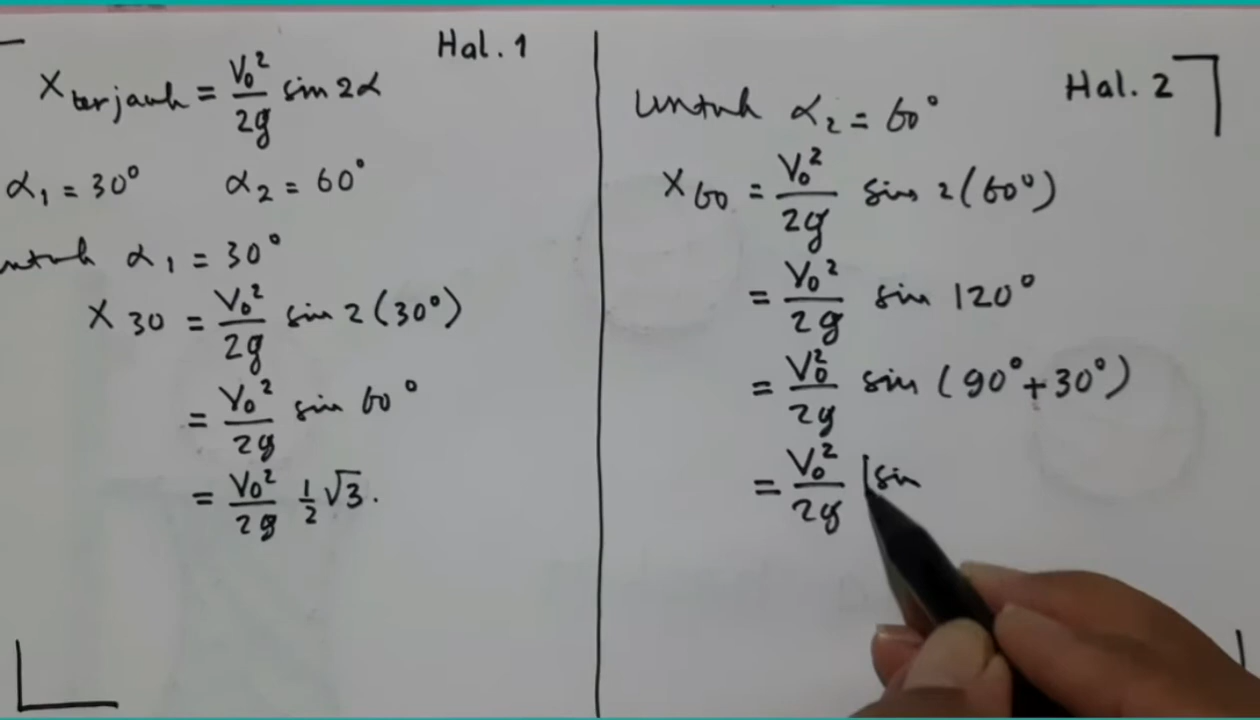 Hal. 1
X terjauh = V₀²/2g sin 2α
α₁ = 30° α₂ = 60°
untuk α₁ = 30°
X 30 = V₀²/2g sin 2 (30°)
= V₀²/2g sin 60°
= V₀²/2g 1/2 √3.
Hal. 2
Untuk α₂ = 60°
X 60 = V₀²/2g sin 2 (60°)
= V₀²/2g sin 120°
= V₀²/2g sin (90° + 30°)
= V₀²/2g |sin